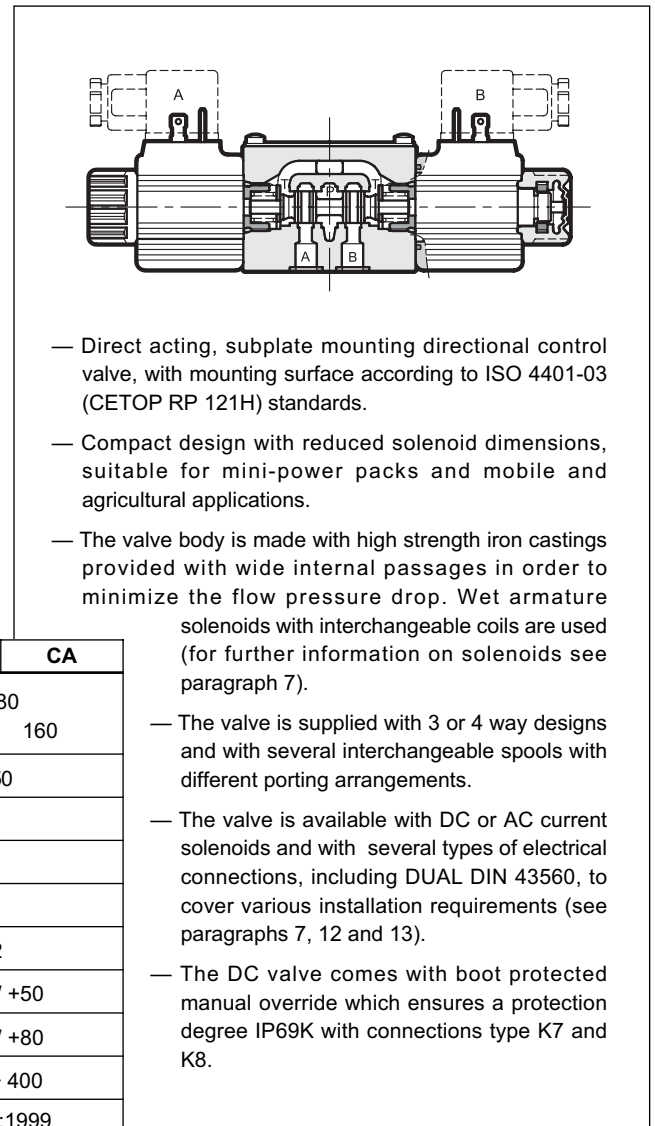 A
B
T
P
T
A
B
— Direct acting, subplate mounting directional control
valve, with mounting surface according to ISO 4401-03
(CETOP RP 121H) standards.
— Compact design with reduced solenoid dimensions,
suitable for mini-power packs and mobile and
agricultural applications.
— The valve body is made with high strength iron castings
provided with wide internal passages in order to
minimize the flow pressure drop. Wet armature
solenoids with interchangeable coils are used
(for further information on solenoids see
paragraph 7).
— The valve is supplied with 3 or 4 way designs
and with several interchangeable spools with
different porting arrangements.
— The valve is available with DC or AC current
solenoids and with several types of electrical
connections, including DUAL DIN 43560, to
cover various installation requirements (see
paragraphs 7, 12 and 13).
— The DC valve comes with boot protected
manual override which ensures a protection
degree IP69K with connections type K7 and
K8.
CA
160
/ +50
/ +80
400
:1999